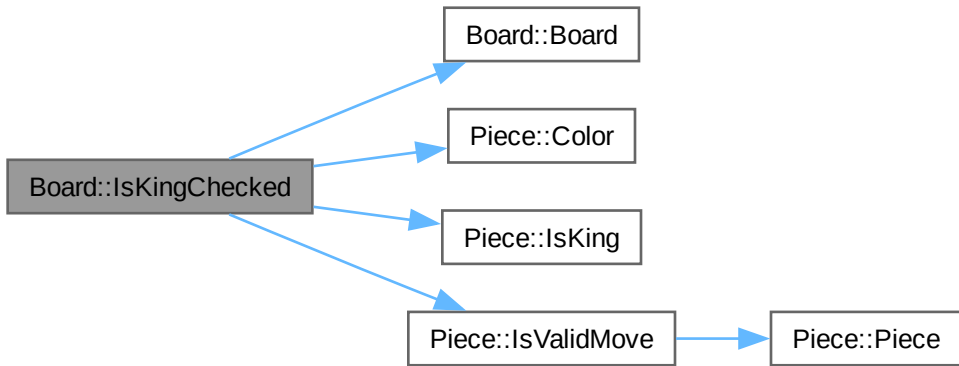 Board::IsKingChecked
Board::Board
Piece::Color
Piece::IsKing
Piece::IsValidMove
Piece::Piece